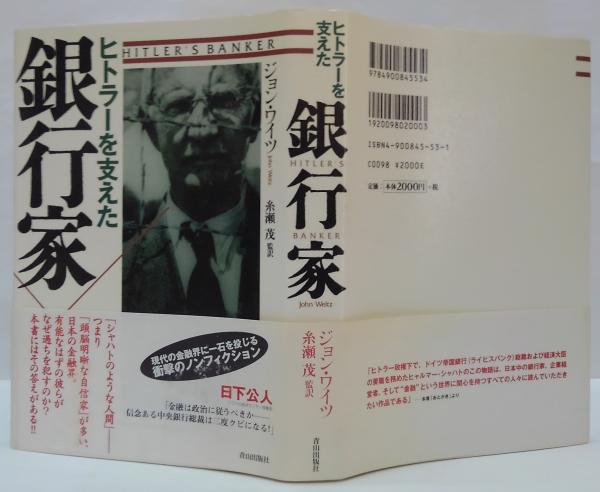 HITLER'S BANKER
ヒトラーを支えた
銀行家
ジョン・ワイツ
John Weitz
糸瀬 茂 監訳
「シャハトのような人間」――
つまり
「頭脳明晰な自信家」が多い、
日本の金融界。
有能なはずの彼らが
なぜ過ちを犯すのか?
本書にはその答えがある!!
現代の金融界に一石を投じる
衝撃のノンフィクション
日下公人
「金融は政治に従うべきか――
信念ある中央銀行総裁は二度クビになる!」
青山出版社
ヒトラーを
支えた
銀行家
HITLER'S
BANKER
John Weitz
ジョン・ワイツ
糸瀬 茂 監訳
青山出版社
9784900845534
1920098020003
ISBN4-900845-53-1
C0098 ¥2000E
定価:本体2000円+税
「ヒトラー政権下で、ドイツ帝国銀行(ライヒスバンク)総裁および経済大臣
の要職を務めたヒャルマー・シャハトのこの物語は、日本中の銀行家、企業経
営者、そして“金融”という世界に関心を持つすべての人々に読んでいただき
たい作品である」――本書「あとがき」より